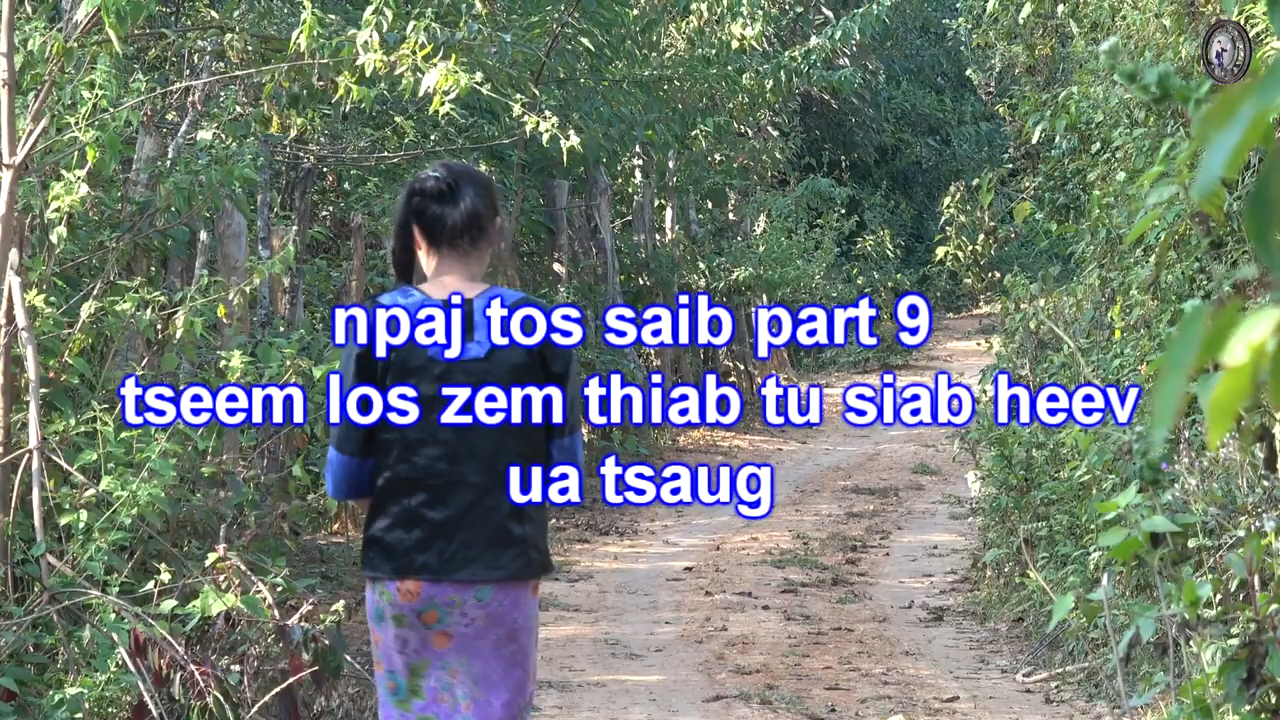 npaj tos saib part 9
tseem los zem thiab tu siab heev
ua tsaug